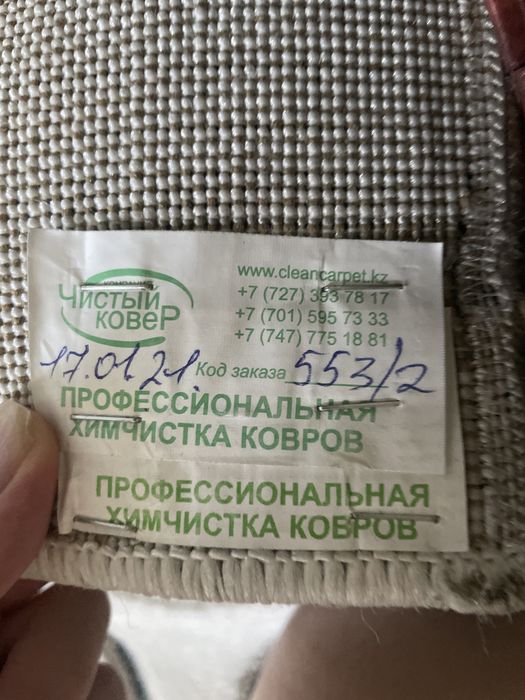 КОМПАНИЯ
Чистый
ковеР
www.cleancarpet.kz
+7 (727) 393 78 17
+7 (701) 595 73 33
+7 (747) 775 18 81
17.01.21. Код заказа 553/2
ПРОФЕССИОНАЛЬНАЯ
ХИМЧИСТКА КОВРОВ
ПРОФЕССИОНАЛЬНАЯ
ХИМЧИСТКА КОВРОВ